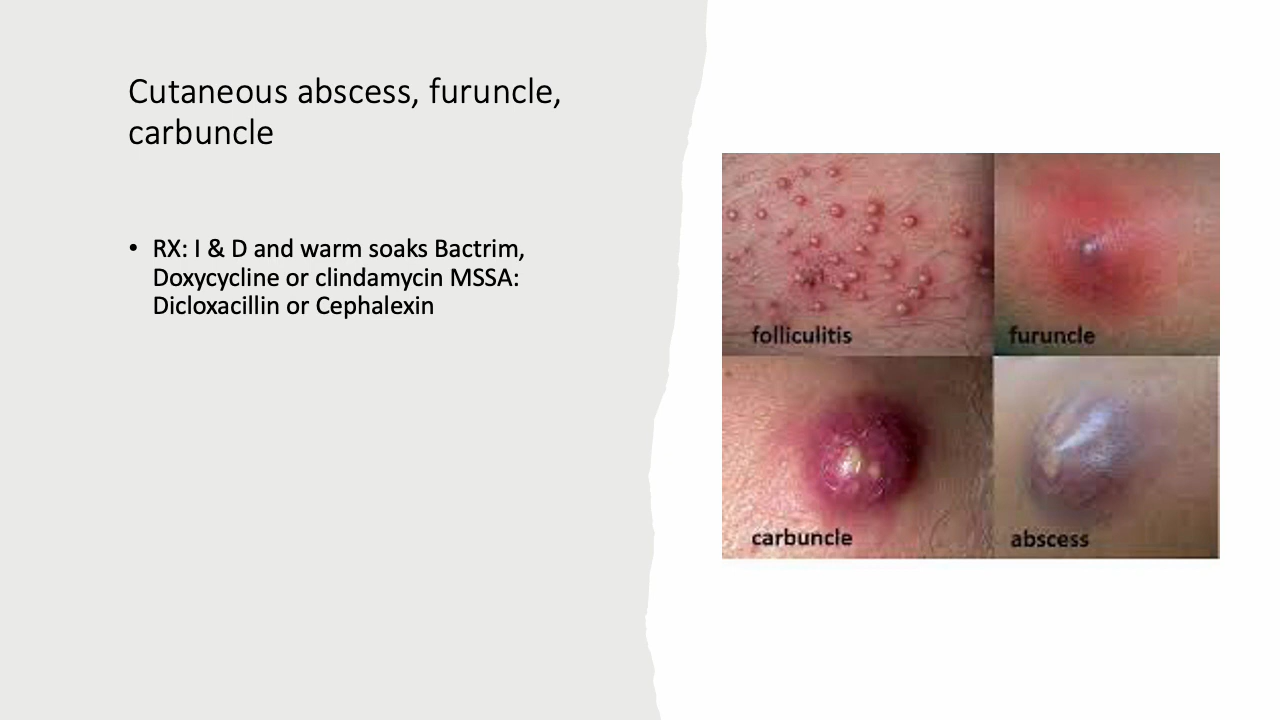 Cutaneous abscess, furuncle,
carbuncle
• RX: I & D and warm soaks Bactrim,
Doxycycline or clindamycin MSSA:
Dicloxacillin or Cephalexin
folliculitis
furuncle
carbuncle
abscess